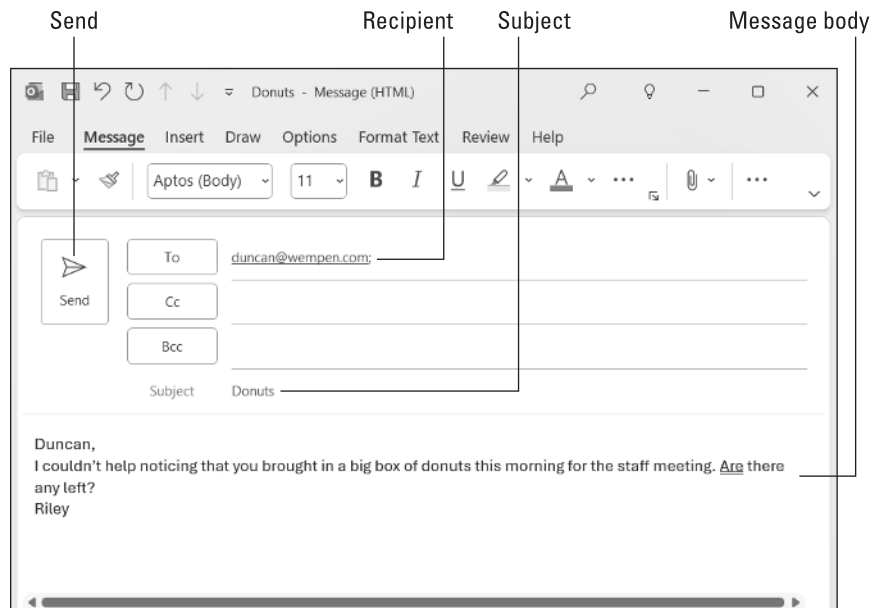 Send Recipient Subject Message body
Donuts - Message (HTML)
File Message Insert Draw Options Format Text Review Help
Aptos (Body) 11 B I U A
To duncan@wempen.com;
Send
Cc
Bcc
Subject Donuts
Duncan,
I couldn't help noticing that you brought in a big box of donuts this morning for the staff meeting. Are there
any left?
Riley